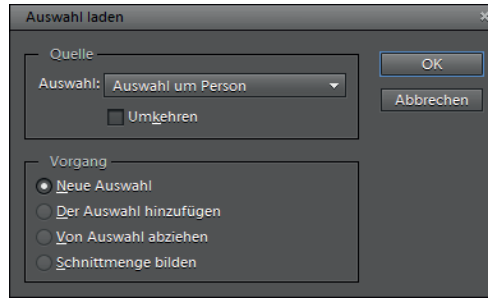 Auswahl laden
Quelle
Auswahl: Auswahl um Person
Umkehren
OK
Abbrechen
Vorgang
Neue Auswahl
Der Auswahl hinzufügen
Von Auswahl abziehen
Schnittmenge bilden